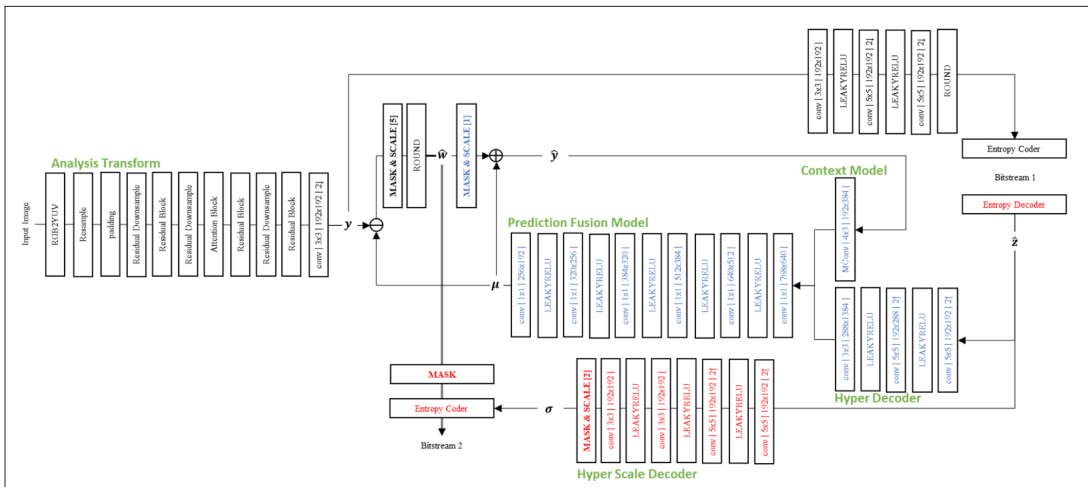 Input Image
Analysis Transform
RGB2YUV
Resample
padding
Residual Downsample
Residual Block
Residual Downsample
Attention Block
Residual Block
Residual Downsample
Residual Block
conv | 3x3 | 192x192 | 2↓
y
MASK & SCALE [5]
ROUND
ŵ
MASK & SCALE [1]
ŷ
conv | 3x3 | 192x192 |
LEAKYRELU
conv | 5x5 | 192x192 | 2↓
LEAKYRELU
conv | 5x5 | 192x192 | 2↓
ROUND
Entropy Coder
Bitstream 1
Entropy Decoder
ẑ
Context Model
MConv | 4x3 | 192x384 |
Prediction Fusion Model
μ
conv | 1x1 | 256x192 |
LEAKYRELU
conv | 1x1 | 320x256 |
LEAKYRELU
conv | 1x1 | 384x320 |
LEAKYRELU
conv | 1x1 | 512x384 |
LEAKYRELU
conv | 1x1 | 640x512 |
LEAKYRELU
conv | 1x1 | 768x640 |
conv | 3x3 | 288x1384 |
LEAKYRELU
conv | 5x5 | 192x288 | 2↑
LEAKYRELU
conv | 5x5 | 192x192 | 2↑
Hyper Decoder
MASK
Entropy Coder
Bitstream 2
σ
MASK & SCALE [2]
conv | 3x3 | 192x192 |
LEAKYRELU
conv | 3x3 | 192x192 |
LEAKYRELU
conv | 5x5 | 192x192 | 2↑
LEAKYRELU
conv | 5x5 | 192x192 | 2↑
Hyper Scale Decoder